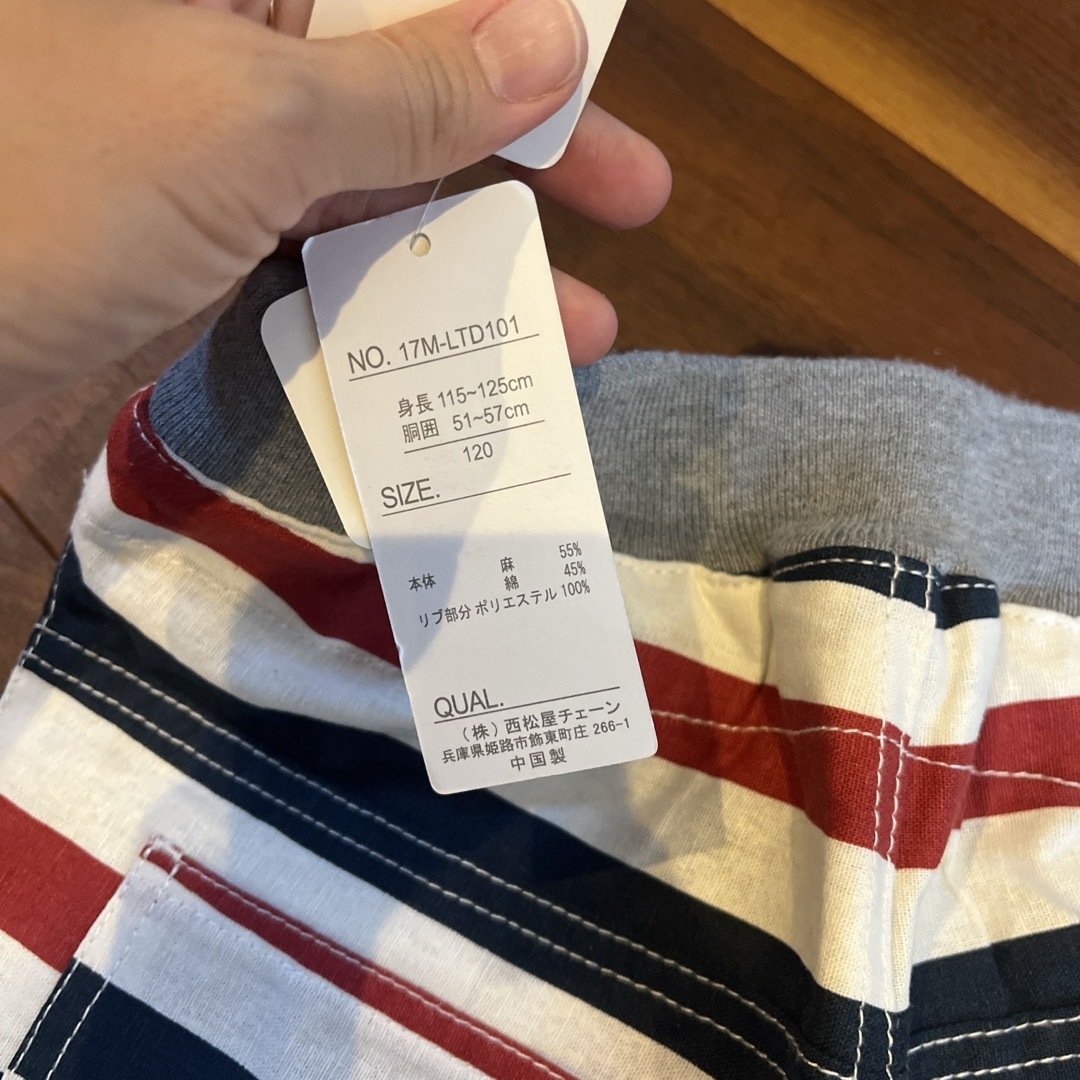 NO. 17M-LTD101
身長 115~125cm
胴囲 51~57cm
120
SIZE.
麻 55%
本体 綿 45%
リブ部分 ポリエステル 100%
QUAL.
(株)西松屋チェーン
兵庫県姫路市飾東町庄 266-1
中国製